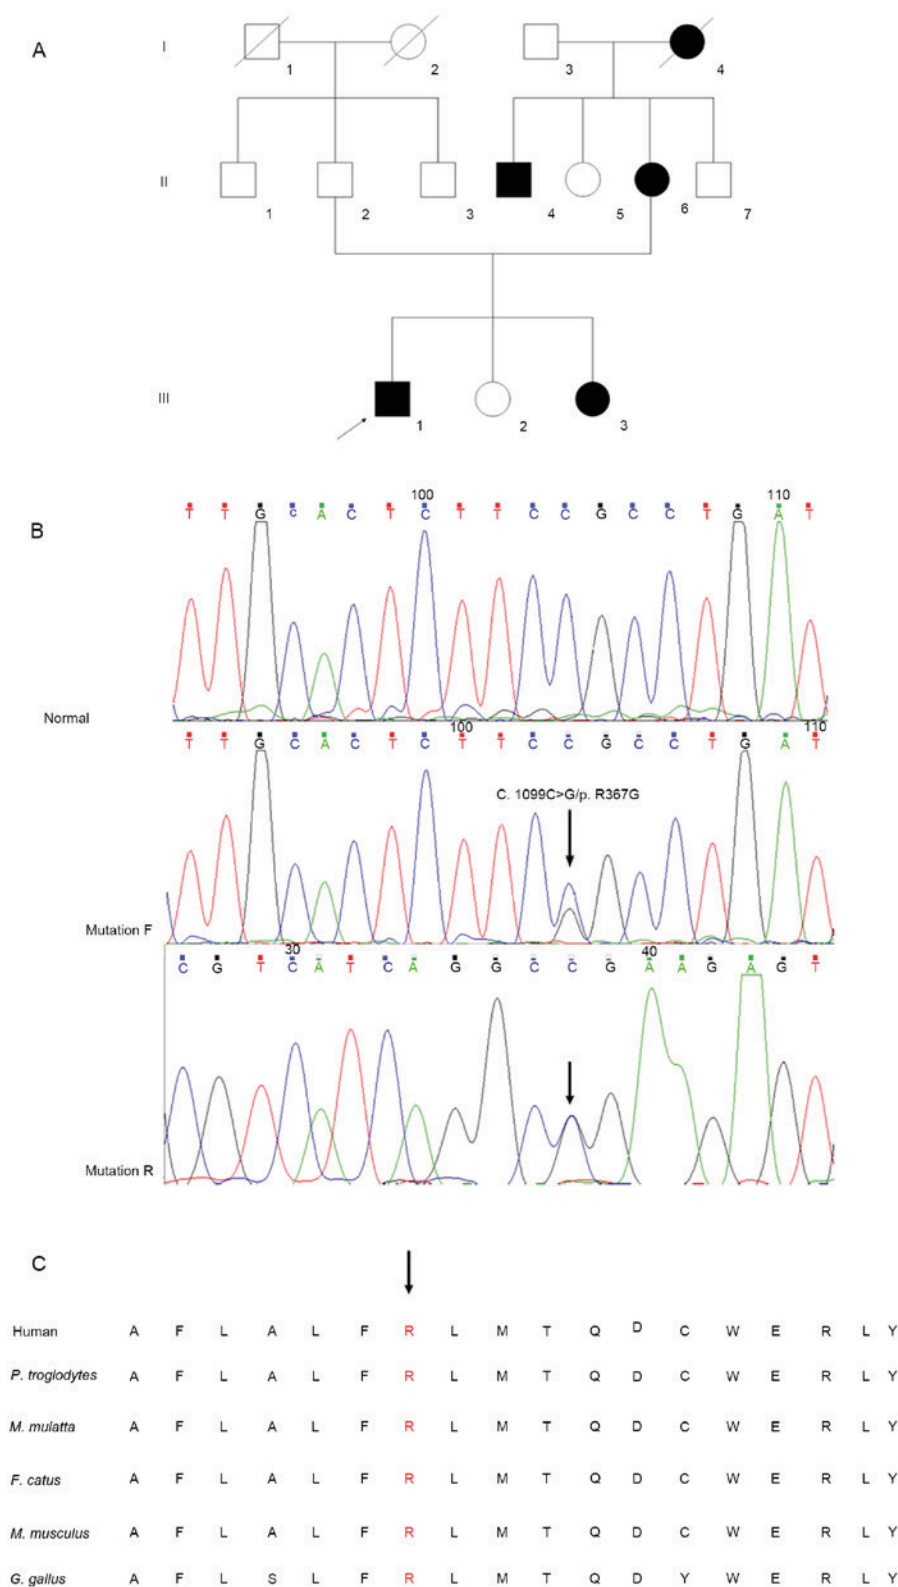 A
I
1
2
3
4
II
1
2
3
4
5
6
7
III
1
2
3
B
100
110
T T G C A C T C T T C C G C C T G A T
Normal
100
110
T T G C A C T C T T C C G C C T G A T
C. 1099C>G/p. R367G
Mutation F
30
40
C G T C A T C A G G C C G A A G A G T
Mutation R
C
Human A F L A L F R L M T Q D C W E R L Y
P. troglodytes A F L A L F R L M T Q D C W E R L Y
M. mulatta A F L A L F R L M T Q D C W E R L Y
F. catus A F L A L F R L M T Q D C W E R L Y
M. musculus A F L A L F R L M T Q D C W E R L Y
G. gallus A F L S L F R L M T Q D Y W E R L Y